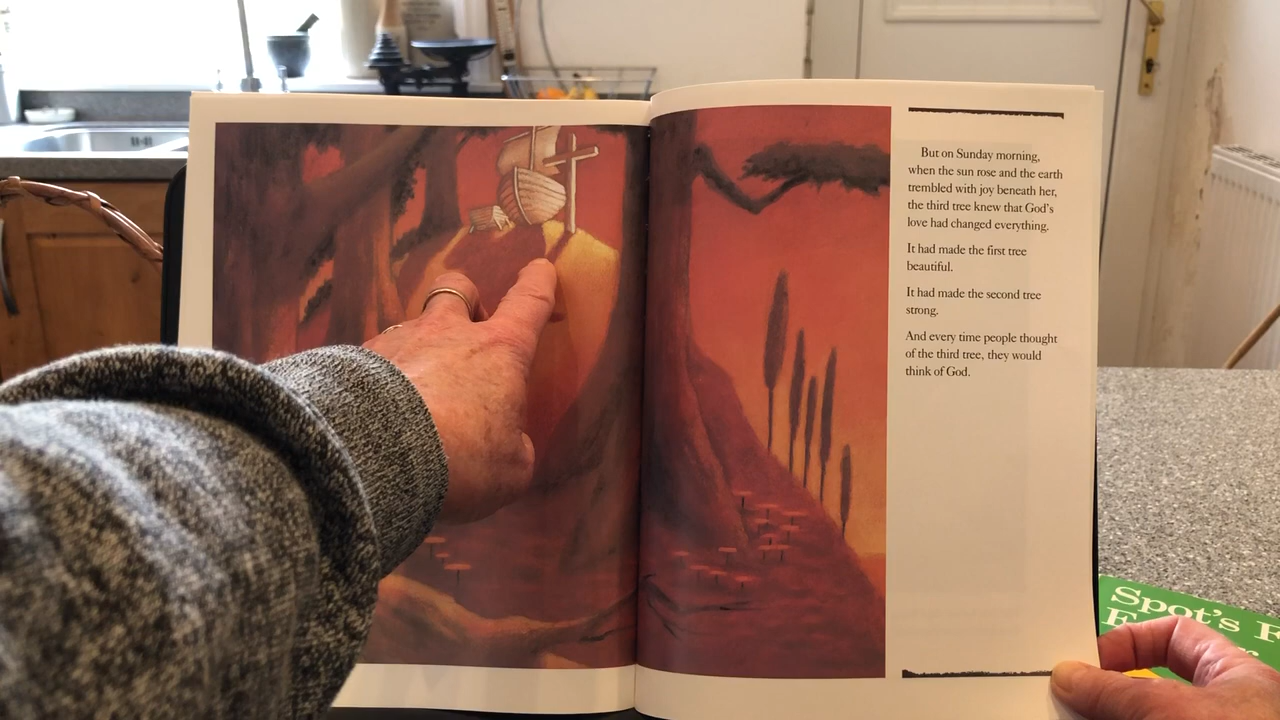 But on Sunday morning,
when the sun rose and the earth
trembled with joy beneath her,
the third tree knew that God's
love had changed everything.
It had made the first tree
beautiful.
It had made the second tree
strong.
And every time people thought
of the third tree, they would
think of God.
Spot's